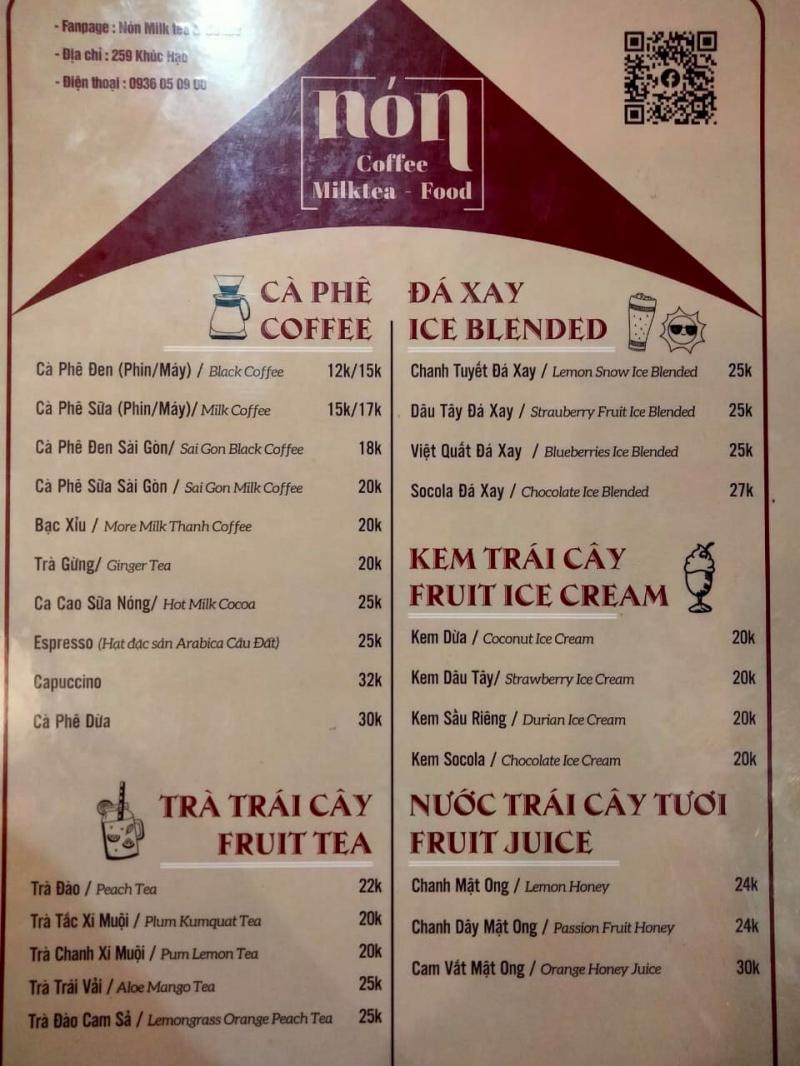 - Fanpage : Nón Milk tea
- Địa chỉ : 259 Khúc Hạo
- Điện thoại : 0936 05 09 00
nón
Coffee
Milktea - Food
CÀ PHÊ
COFFEE
Cà Phê Đen (Phin/Máy) / Black Coffee 12k/15k
Cà Phê Sữa (Phin/Máy)/ Milk Coffee 15k/17k
Cà Phê Đen Sài Gòn/ Sai Gon Black Coffee 18k
Cà Phê Sữa Sài Gòn / Sai Gon Milk Coffee 20k
Bạc Xỉu / More Milk Thanh Coffee 20k
Trà Gừng/ Ginger Tea 20k
Ca Cao Sữa Nóng/ Hot Milk Cocoa 25k
Espresso (Hạt đặc sản Arabica Cầu Đất) 25k
Capuccino 32k
Cà Phê Dừa 30k
TRÀ TRÁI CÂY
FRUIT TEA
Trà Đào / Peach Tea 22k
Trà Tắc Xí Muội / Plum Kumquat Tea 20k
Trà Chanh Xí Muội / Pum Lemon Tea 20k
Trà Trái Vải / Aloe Mango Tea 25k
Trà Đào Cam Sả / Lemongrass Orange Peach Tea 25k
ĐÁ XAY
ICE BLENDED
Chanh Tuyết Đá Xay / Lemon Snow Ice Blended 25k
Dâu Tây Đá Xay / Strauberry Fruit Ice Blended 25k
Việt Quất Đá Xay / Blueberries Ice Blended 25k
Socola Đá Xay / Chocolate Ice Blended 27k
KEM TRÁI CÂY
FRUIT ICE CREAM
Kem Dừa / Coconut Ice Cream 20k
Kem Dâu Tây/ Strawberry Ice Cream 20k
Kem Sầu Riêng / Durian Ice Cream 20k
Kem Socola / Chocolate Ice Cream 20k
NƯỚC TRÁI CÂY TƯƠI
FRUIT JUICE
Chanh Mật Ong / Lemon Honey 24k
Chanh Dây Mật Ong / Passion Fruit Honey 24k
Cam Vắt Mật Ong / Orange Honey Juice 30k